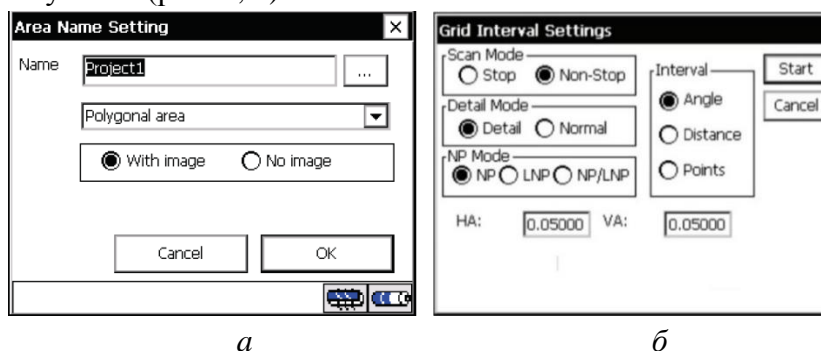 Area Name Setting
Name
Project1
...
Polygonal area
With image
No image
Cancel
OK
а
Grid Interval Settings
Scan Mode
Stop
Non-Stop
Detail Mode
Detail
Normal
NP Mode
NP
LNP
NP/LNP
Interval
Angle
Distance
Points
Start
Cancel
HA:
0.05000
VA:
0.05000
б